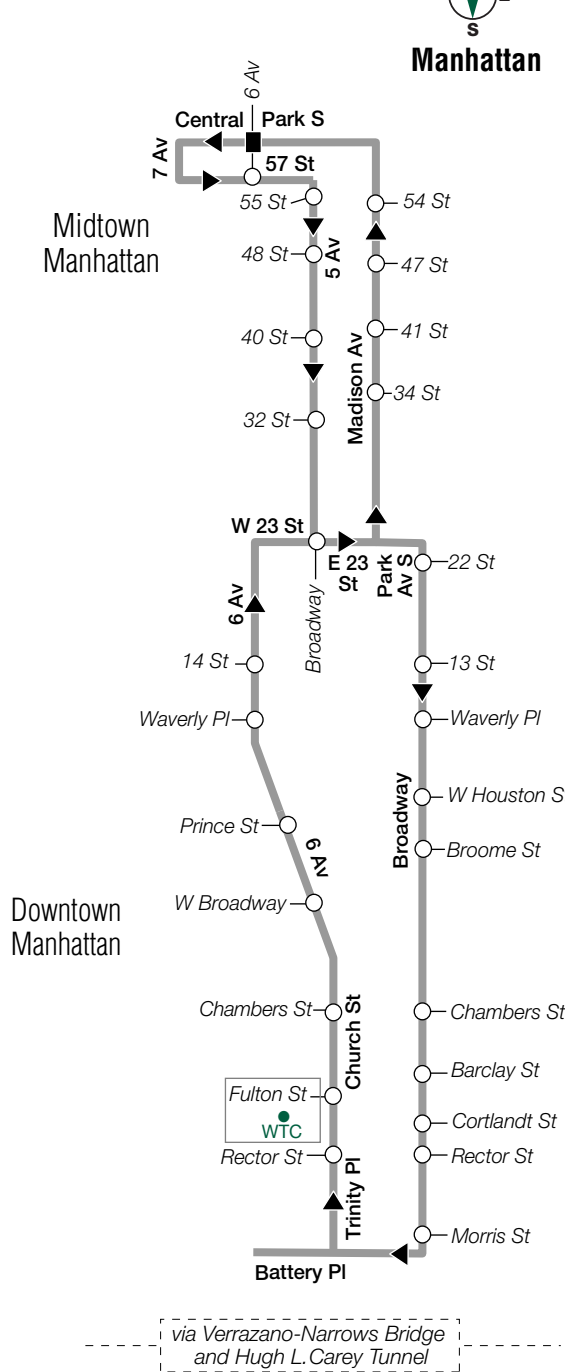 S
Manhattan
6 Av
Central Park S
7 Av
57 St
55 St
54 St
Midtown
Manhattan
48 St
5 Av
47 St
40 St
41 St
Madison Av
34 St
32 St
W 23 St
E 23
St
Park
Av S
22 St
6 Av
Broadway
14 St
13 St
Waverly Pl
Waverly Pl
Broadway
W Houston S
Prince St
6 Av
Broome St
W Broadway
Downtown
Manhattan
Chambers St
Church St
Chambers St
Barclay St
Fulton St
WTC
Cortlandt St
Rector St
Trinity Pl
Rector St
Morris St
Battery Pl
via Verrazano-Narrows Bridge
and Hugh L.Carey Tunnel